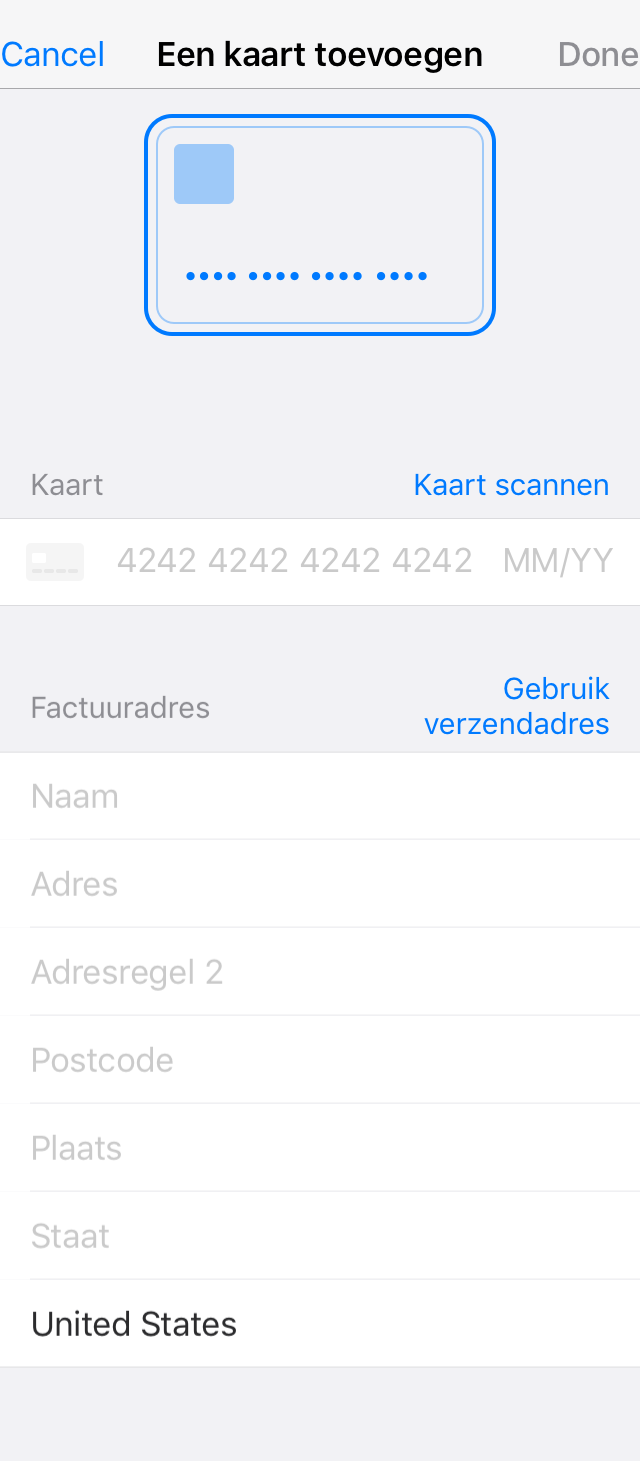 Cancel Een kaart toevoegen Done
•••• •••• •••• ••••
Kaart Kaart scannen
4242 4242 4242 4242 MM/YY
Factuuradres Gebruik
verzendadres
Naam
Adres
Adresregel 2
Postcode
Plaats
Staat
United States